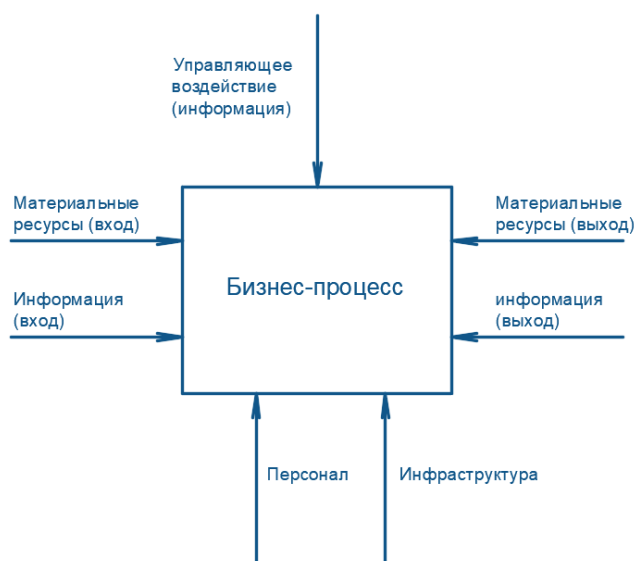 Управляющее
воздействие
(информация)
Материальные
ресурсы (вход)
Материальные
ресурсы (выход)
Бизнес-процесс
Информация
(вход)
информация
(выход)
Персонал
Инфраструктура